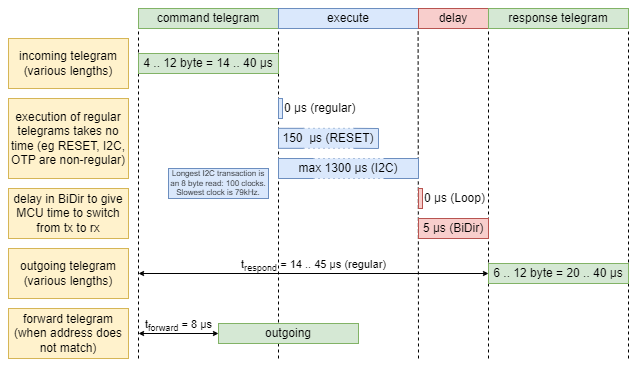 command telegram
execute
delay
response telegram
incoming telegram
(various lengths)
4 .. 12 byte = 14 .. 40 μs
execution of regular
telegrams takes no
time (eg RESET, I2C,
OTP are non-regular)
0 μs (regular)
150  μs (RESET)
max 1300 μs (I2C)
Longest I2C transaction is
an 8 byte read: 100 clocks.
Slowest clock is 79kHz.
delay in BiDir to give
MCU time to switch
from tx to rx
0 μs (Loop)
5 μs (BiDir)
outgoing telegram
(various lengths)
trespond = 14 .. 45 μs (regular)
6 .. 12 byte = 20 .. 40 μs
forward telegram
(when address does
not match)
tforward = 8 μs
outgoing